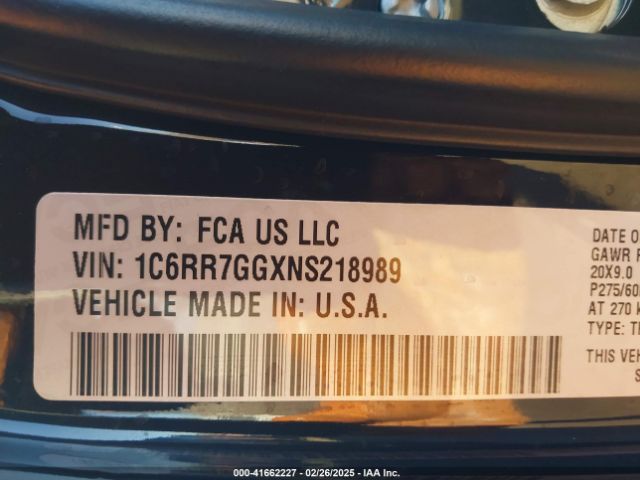 MFD BY: FCA US LLC
VIN: 1C6RR7GGXNS218989
VEHICLE MADE IN: U.S.A.
DATE O
GAWR
20X9.0
P275/60
AT 270
TYPE:
THIS VEH
000-41662227 - 02/26/2025 - IAA Inc.